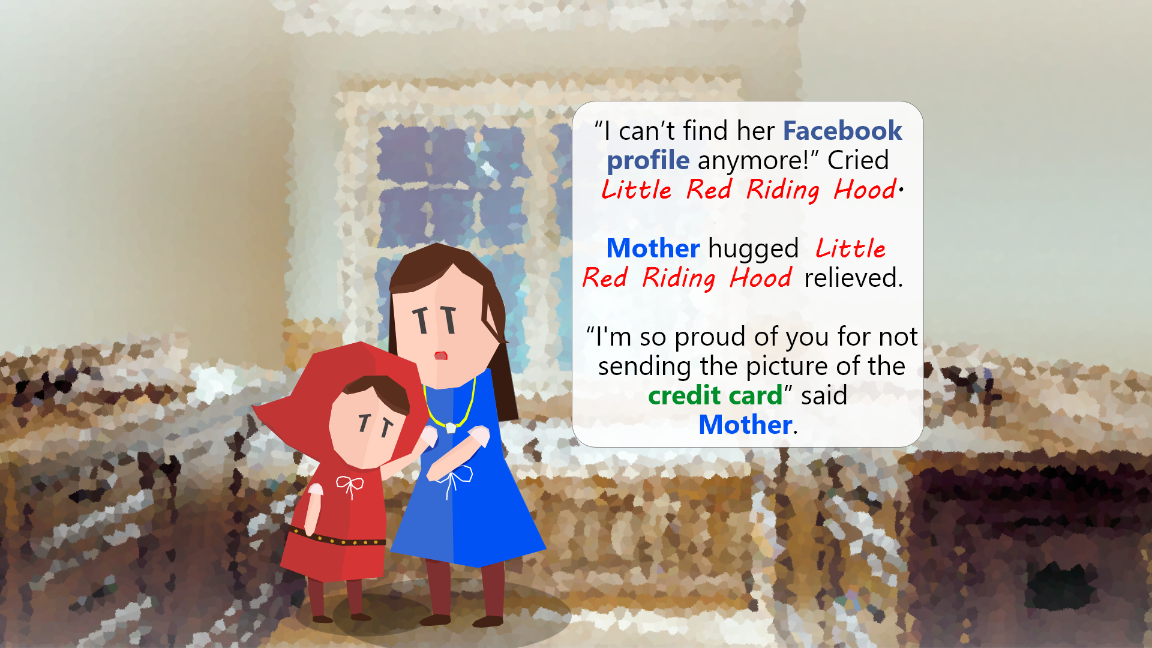 “I can’t find her Facebook
profile anymore!” Cried
Little Red Riding Hood.
Mother hugged Little
Red Riding Hood relieved.
“I'm so proud of you for not
sending the picture of the
credit card” said
Mother.